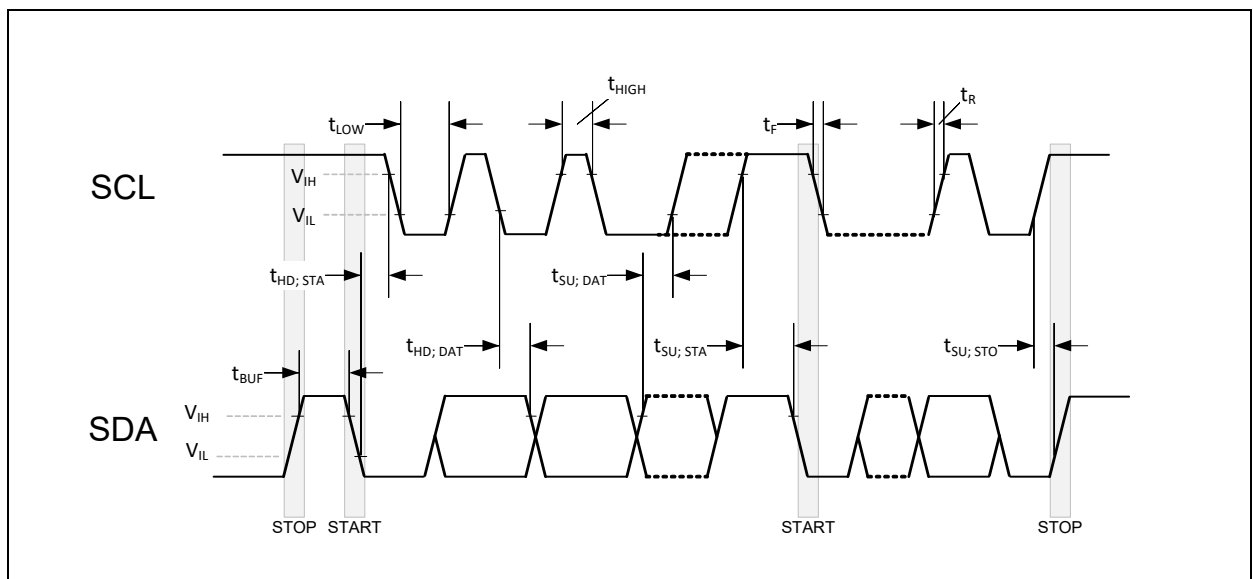 tHIGH
tR
tLOW
tF
SCL
VIH
VIL
tHD; STA
tSU; DAT
tHD; DAT
tSU; STA
tSU; STO
tBUF
SDA
VIH
VIL
STOP START START STOP